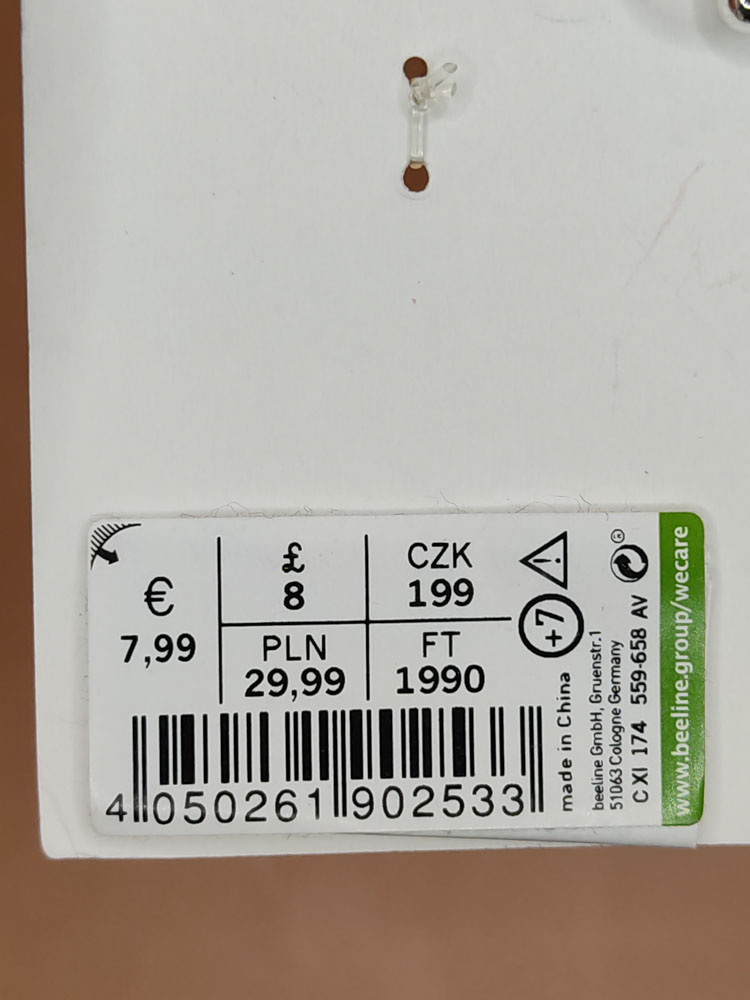 €
7,99
£
8
CZK
199
PLN
29,99
FT
1990
4 050261 902533
+7
made in China
beeline GmbH, Gruenstr.1
51063 Cologne Germany
C XI 174 559-658 AV
www.beeline.group/wecare